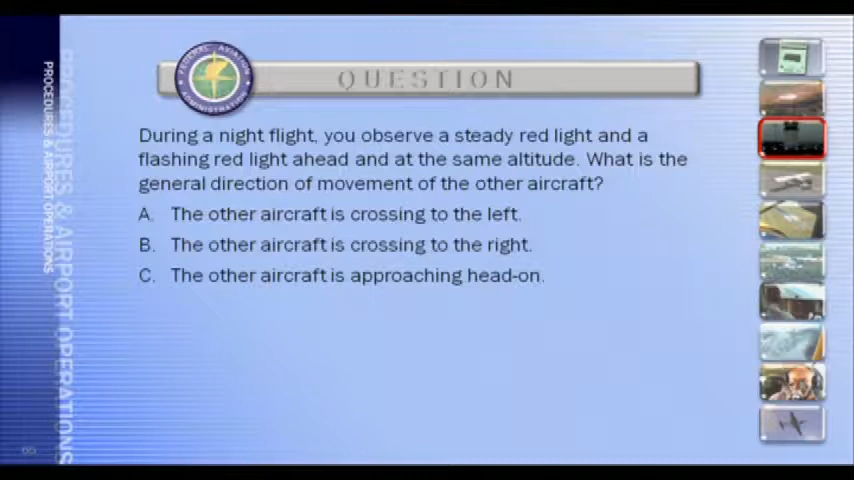 QUESTION
FEDERAL AVIATION
ADMINISTRATION
During a night flight, you observe a steady red light and a
flashing red light ahead and at the same altitude. What is the
general direction of movement of the other aircraft?
A. The other aircraft is crossing to the left.
B. The other aircraft is crossing to the right.
C. The other aircraft is approaching head-on.
PROCEDURES & AIRPORT OPERATIONS
PROCEDURES & AIRPORT OPERATIONS